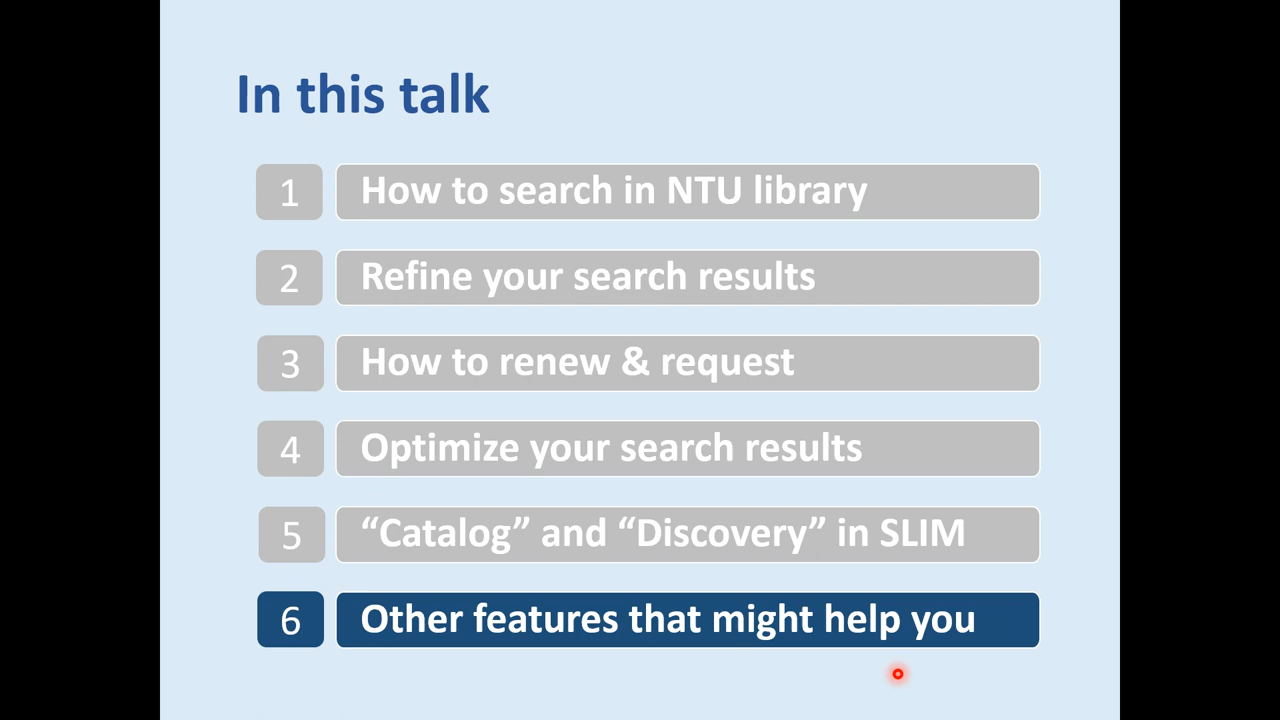 In this talk
1 How to search in NTU library
2 Refine your search results
3 How to renew & request
4 Optimize your search results
5 “Catalog” and “Discovery” in SLIM
6 Other features that might help you